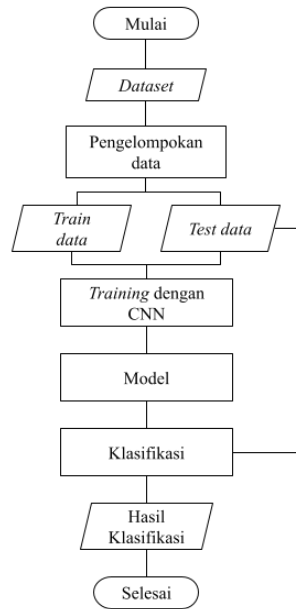 Mulai
Dataset
Pengelompokan
data
Train
data
Test data
Training dengan
CNN
Model
Klasifikasi
Hasil
Klasifikasi
Selesai